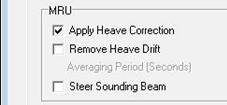 MRU
Apply Heave Correction
Remove Heave Drift
Averaging Period (Seconds)
Steer Sounding Beam